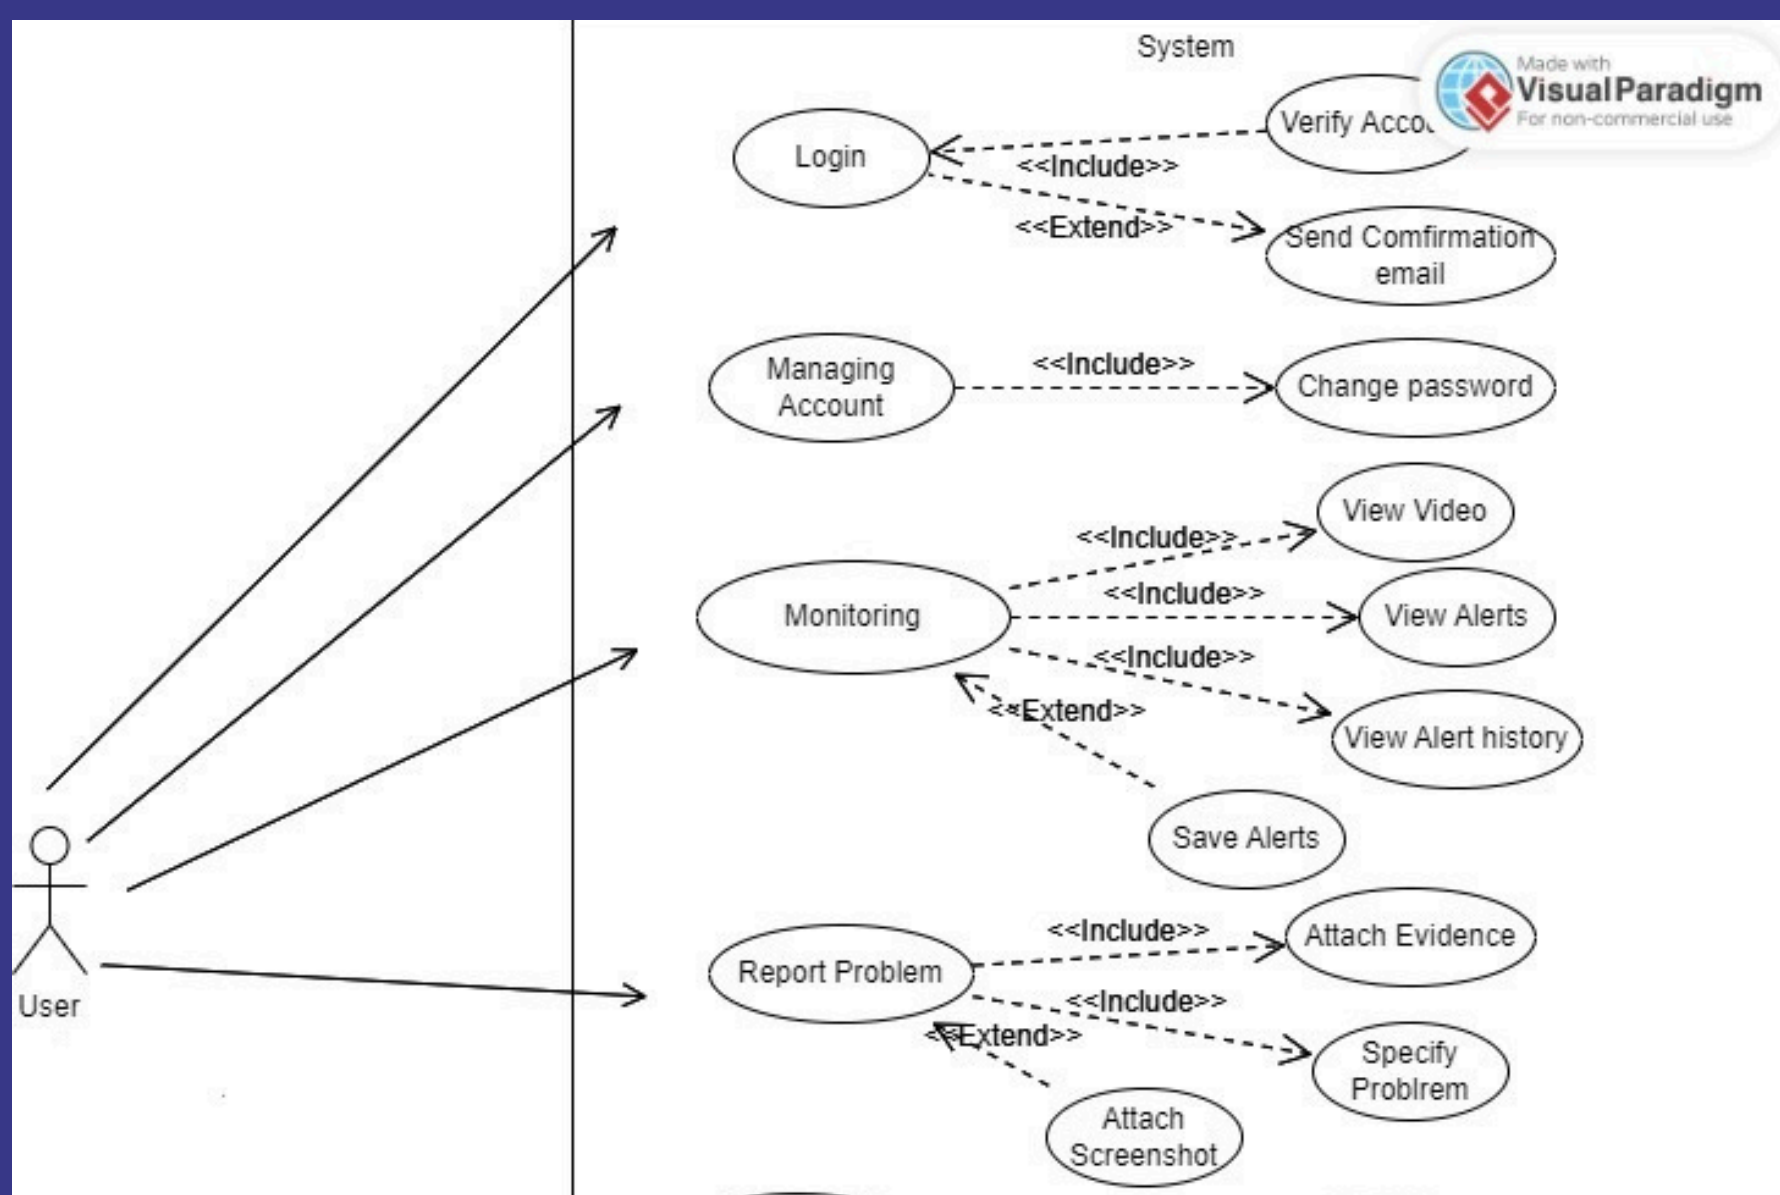 System
Made with
Visual Paradigm
For non-commercial use
Verify
Login
<<Include>>
<<Extend>>
Send Comfirmation
email
Managing
Account
<<Include>>
Change password
View Video
<<Include>>
<<Include>>
Monitoring
View Alerts
<<Include>>
<<Extend>>
View Alert history
Save Alerts
<<Include>>
Attach Evidence
Report Problem
<<Include>>
User
<<Extend>>
Specify
Problrem
Attach
Screenshot